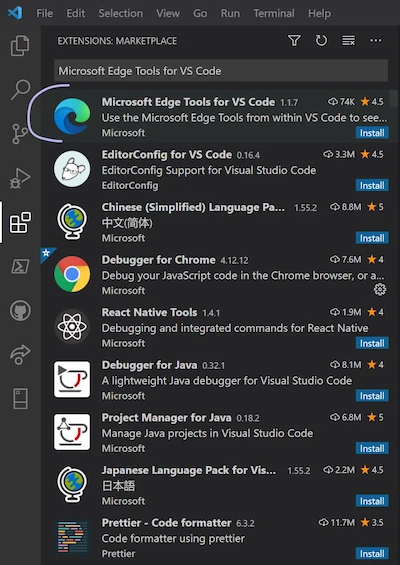 File Edit Selection View Go Run Terminal Help
EXTENSIONS: MARKETPLACE
Microsoft Edge Tools for VS Code
Microsoft Edge Tools for VS Code 1.1.7 74K 4.5
Use the Microsoft Edge Tools from within VS Code to see...
Microsoft Install
EditorConfig for VS Code 0.16.4 3.3M 4.5
EditorConfig Support for Visual Studio Code
EditorConfig Install
Chinese (Simplified) Language Pa... 1.55.2 8.8M 5
中文(简体)
Microsoft Install
Debugger for Chrome 4.12.12 7.6M 4
Debug your JavaScript code in the Chrome browser, or a...
Microsoft
React Native Tools 1.4.1 1.9M 4
Debugging and integrated commands for React Native
Microsoft Install
Debugger for Java 0.32.1 8.1M 4
A lightweight Java debugger for Visual Studio Code
Microsoft Install
Project Manager for Java 0.18.2 6.8M 5
Manage Java projects in Visual Studio Code
Microsoft Install
Japanese Language Pack for Vis... 1.55.2 2.2M 4.5
日本語
Microsoft Install
Prettier - Code formatter 6.3.2 11.7M 3.5
Code formatter using prettier
Prettier Install